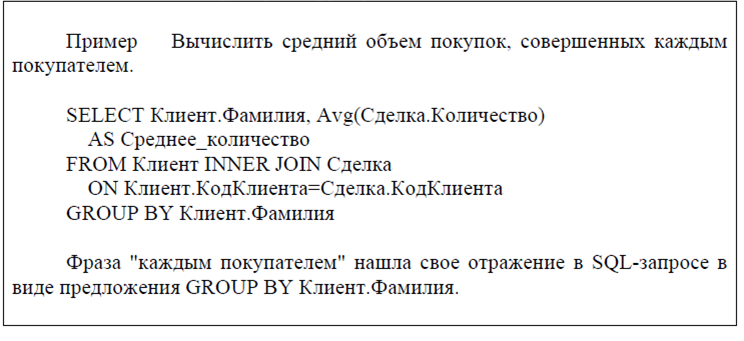 Пример Вычислить средний объем покупок, совершенных каждым
покупателем.
SELECT Клиент.Фамилия, Avg(Сделка.Количество)
AS Среднее_количество
FROM Клиент INNER JOIN Сделка
ON Клиент.КодКлиента=Сделка.КодКлиента
GROUP BY Клиент.Фамилия
Фраза "каждым покупателем" нашла свое отражение в SQL-запросе в
виде предложения GROUP BY Клиент.Фамилия.